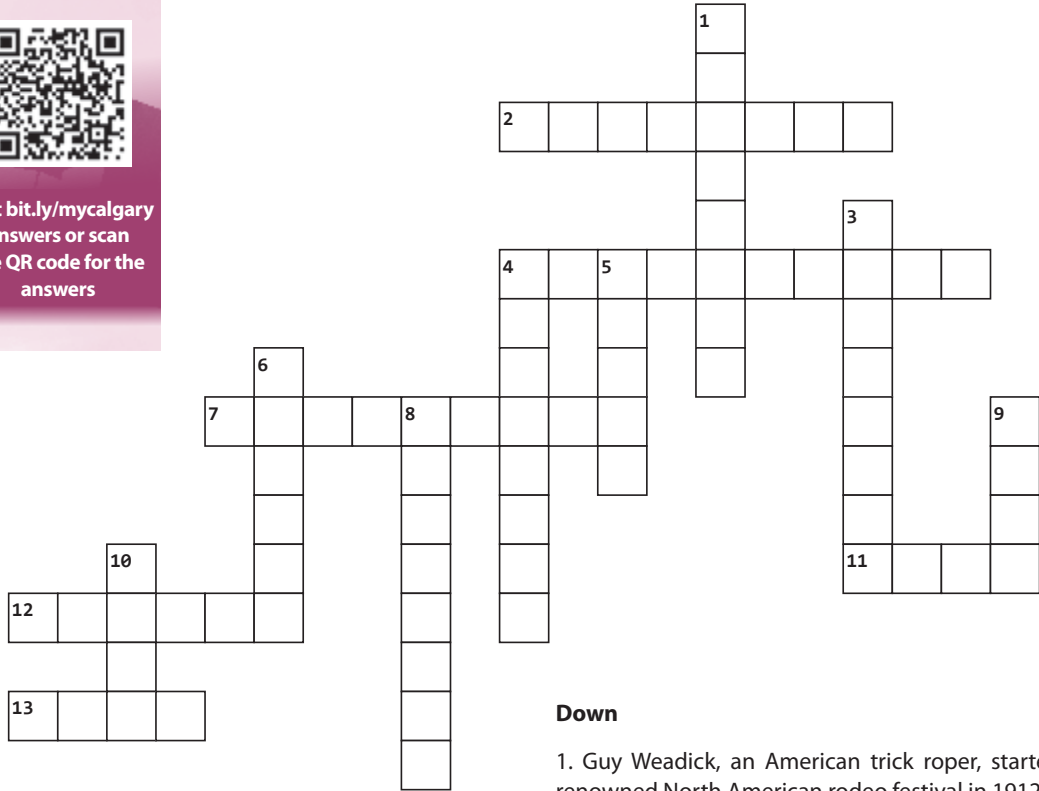 bit.ly/mycalgary
answers or scan
QR code for the
answers
1
2
3
4 5
6
7 8 9
10
11
12
13
Down
1. Guy Weadick, an American trick roper,
renowned North American rodeo festival in 1912